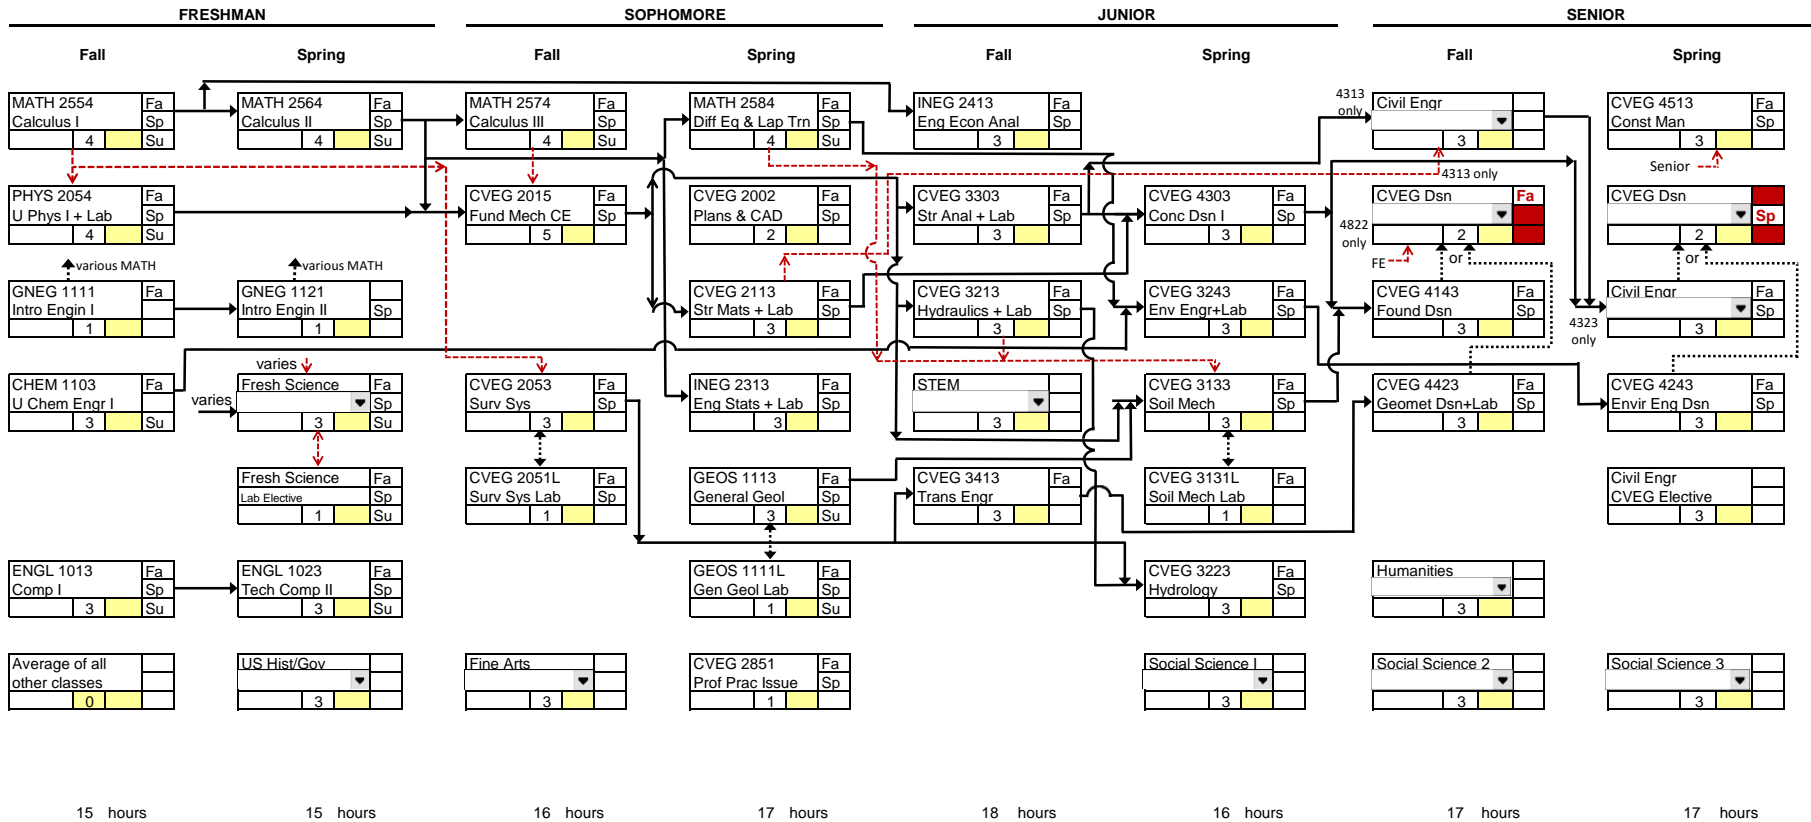 FRESHMAN SOPHOMORE JUNIOR SENIOR
Fall Spring Fall Spring Fall Spring Fall Spring
MATH 2554 Fa
Calculus I Sp
4 Su
MATH 2564 Fa
Calculus II Sp
4 Su
MATH 2574 Fa
Calculus III Sp
4 Su
MATH 2584 Fa
Diff Eq & Lap Trn Sp
4 Su
INEG 2413 Fa
Eng Econ Anal Sp
3
4313
only
Civil Engr
3
CVEG 4513 Fa
Const Man Sp
3
Senior
4313 only
PHYS 2054 Fa
U Phys I + Lab Sp
4 Su
CVEG 2015 Fa
Fund Mech CE Sp
5
CVEG 2002 Fa
Plans & CAD Sp
2
CVEG 3303 Fa
Str Anal + Lab Sp
3
CVEG 4303 Fa
Conc Dsn I Sp
3
4822
only
FE
CVEG Dsn Fa
2
or
CVEG Dsn
Sp
2
or
various MATH
various MATH
GNEG 1111 Fa
Intro Engin I
1
GNEG 1121
Intro Engin II Sp
1
CVEG 2113 Fa
Str Mats + Lab Sp
3
CVEG 3213 Fa
Hydraulics + Lab Sp
3
CVEG 3243 Fa
Env Engr+Lab Sp
3
CVEG 4143 Fa
Found Dsn Sp
3
4323
only
Civil Engr Fa
Sp
3
CHEM 1103 Fa
U Chem Engr I Sp
3 Su
varies
varies
Fresh Science Fa
Sp
3 Su
CVEG 2053 Fa
Surv Sys Sp
3
INEG 2313 Fa
Eng Stats + Lab Sp
3
STEM
3
CVEG 3133 Fa
Soil Mech Sp
3
CVEG 4423 Fa
Geomet Dsn+Lab Sp
3
CVEG 4243 Fa
Envir Eng Dsn Sp
3
Fresh Science Fa
Lab Elective Sp
1 Su
CVEG 2051L Fa
Surv Sys Lab Sp
1
GEOS 1113 Fa
General Geol Sp
3 Su
CVEG 3413 Fa
Trans Engr
3
CVEG 3131L Fa
Soil Mech Lab Sp
1
Civil Engr
CVEG Elective
3
ENGL 1013 Fa
Comp I Sp
3 Su
ENGL 1023 Fa
Tech Comp II Sp
3 Su
GEOS 1111L Fa
Gen Geol Lab Sp
1 Su
CVEG 3223 Fa
Hydrology Sp
3
Humanities
3
Average of all
other classes
0
US Hist/Gov
3
Fine Arts
3
CVEG 2851 Fa
Prof Prac Issue Sp
1
Social Science I
3
Social Science 2
3
Social Science 3
3
15 hours 15 hours 16 hours 17 hours 18 hours 16 hours 17 hours 17 hours